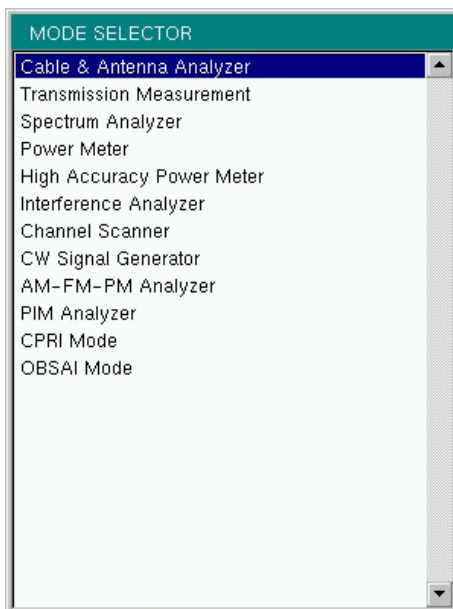 MODE SELECTOR
Cable & Antenna Analyzer
Transmission Measurement
Spectrum Analyzer
Power Meter
High Accuracy Power Meter
Interference Analyzer
Channel Scanner
CW Signal Generator
AM-FM-PM Analyzer
PIM Analyzer
CPRI Mode
OBSAI Mode